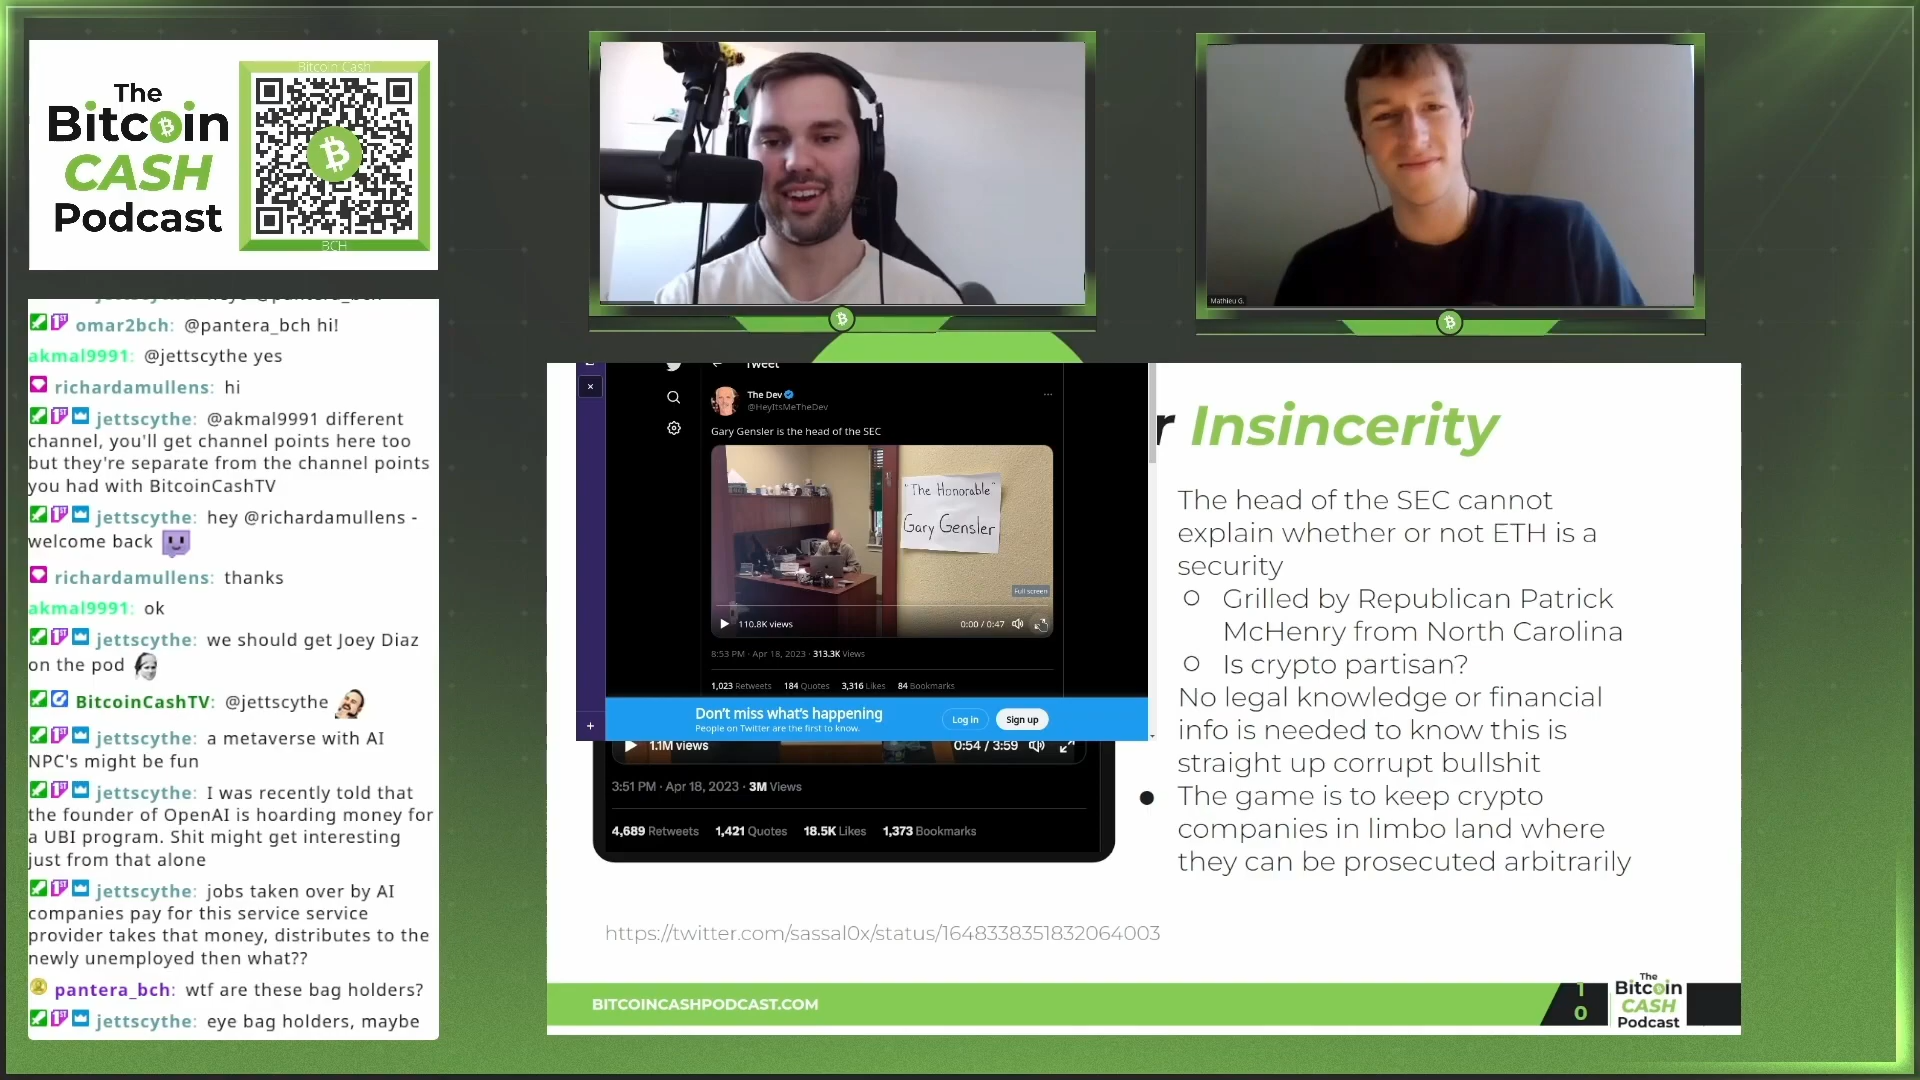 The
Bitcoin
CASH
Podcast
Bitcoin Cash
BCH
omar2bch: @pantera_bch hi!
akmal9991: @jettscythe yes
richardamullens: hi
jettscythe: @akmal9991 different
channel, you'll get channel points here too
but they're separate from the channel points
you had with BitcoinCashTV
jettscythe: hey @richardamullens -
welcome back
richardamullens: thanks
akmal9991: ok
jettscythe: we should get Joey Diaz
on the pod
BitcoinCashTV: @jettscythe
jettscythe: a metaverse with AI
NPC's might be fun
jettscythe: I was recently told that
the founder of OpenAI is hoarding money for
a UBI program. Shit might get interesting
just from that alone
jettscythe: jobs taken over by AI
companies pay for this service service
provider takes that money, distributes to the
newly unemployed then what??
pantera_bch: wtf are these bag holders?
jettscythe: eye bag holders, maybe
Mathieu G.
Tweet
The Dev
@HeyItsMeTheDev
Gary Gensler is the head of the SEC
"The Honorable"
Gary Gensler
Full screen
110.8K views
0:00 / 0:47
8:53 PM · Apr 18, 2023 · 313.3K Views
1,023 Retweets 184 Quotes 3,316 Likes 84 Bookmarks
Don't miss what's happening
People on Twitter are the first to know.
Log in
Sign up
1.1M views
0:54 / 3:59
3:51 PM · Apr 18, 2023 · 3M Views
4,689 Retweets 1,421 Quotes 18.5K Likes 1,373 Bookmarks
r Insincerity
The head of the SEC cannot
explain whether or not ETH is a
security
Grilled by Republican Patrick
McHenry from North Carolina
Is crypto partisan?
No legal knowledge or financial
info is needed to know this is
straight up corrupt bullshit
The game is to keep crypto
companies in limbo land where
they can be prosecuted arbitrarily
https://twitter.com/sassal0x/status/1648338351832064003
BITCOINCASHPODCAST.COM
1
0
The
Bitcoin
CASH
Podcast